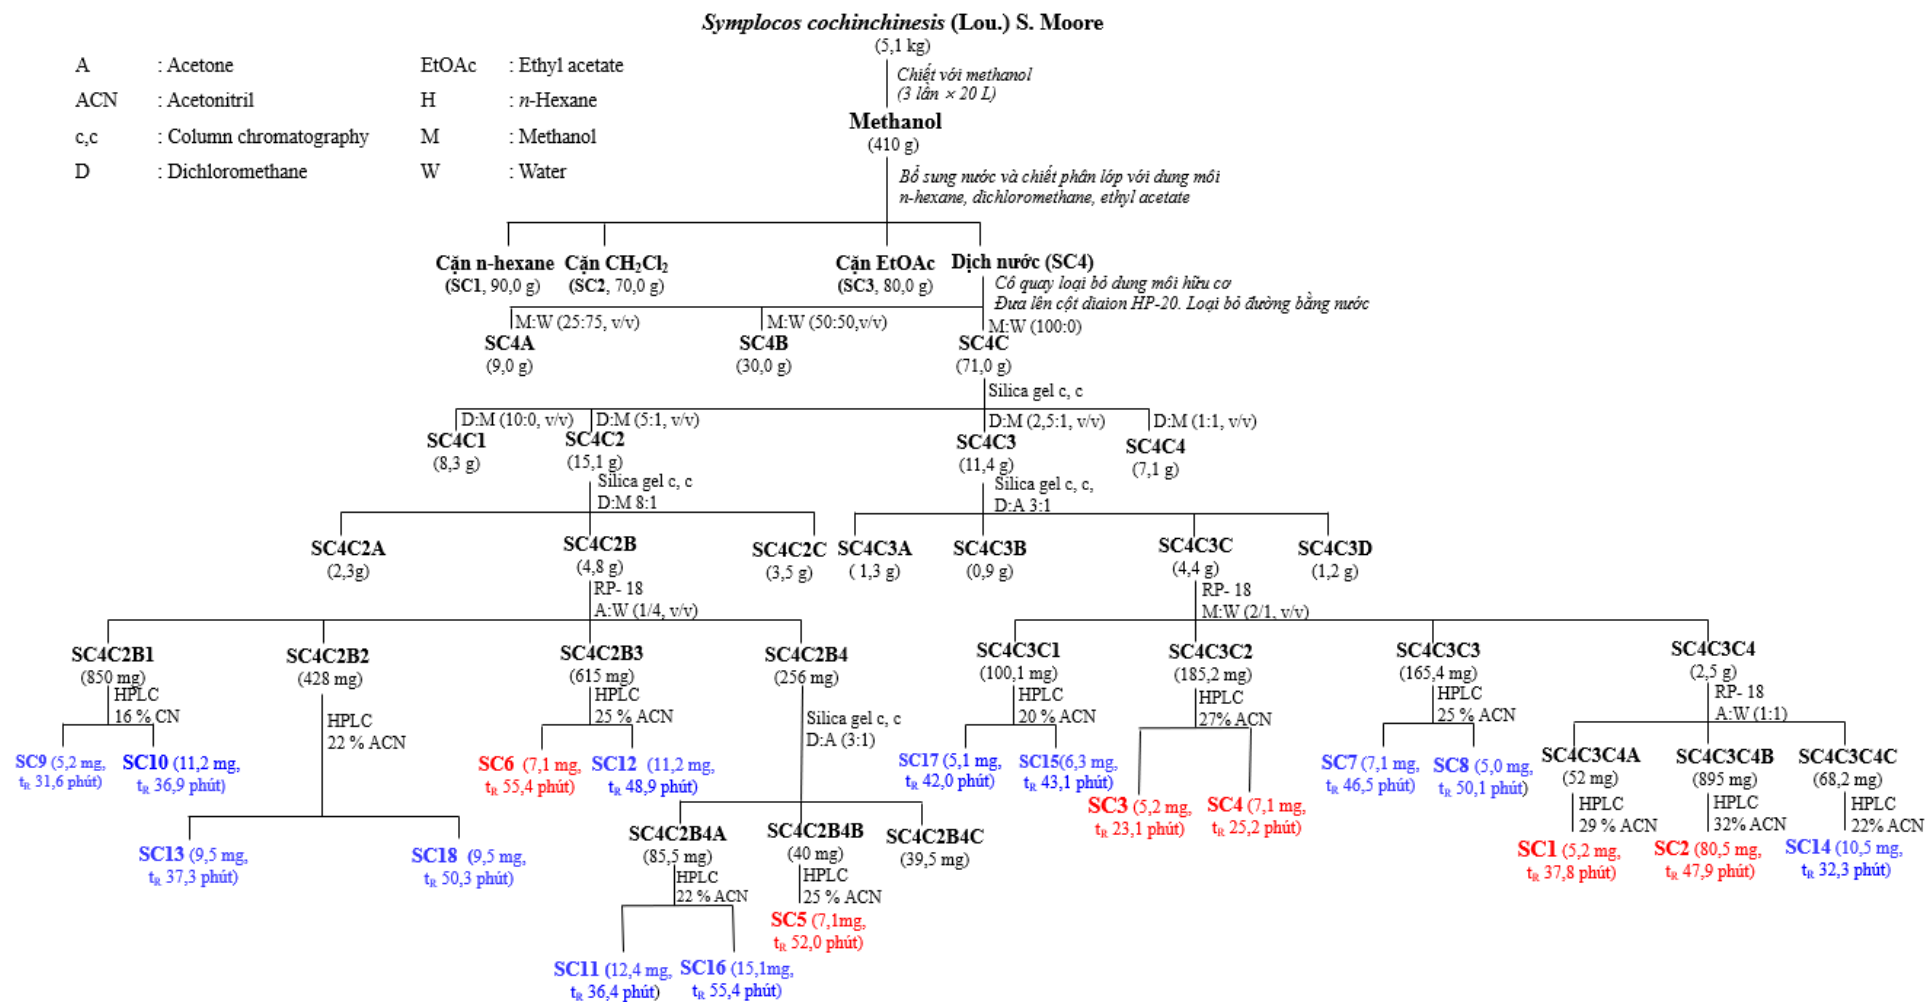 Symplocos cochinchinesis (Lou.) S. Moore
(5,1 kg)
A : Acetone EtOAc : Ethyl acetate
ACN : Acetonitril H : n-Hexane
c,c : Column chromatography M : Methanol
D : Dichloromethane W : Water
Chiết với methanol
(3 lần × 20 L)
Methanol
(410 g)
Bổ sung nước và chiết phân lớp với dung môi
n-hexane, dichloromethane, ethyl acetate
Cặn n-hexane Cặn CH₂Cl₂ Cặn EtOAc Dịch nước (SC4)
(SC1, 90,0 g) (SC2, 70,0 g) (SC3, 80,0 g)
Cô quay loại bỏ dung môi hữu cơ
Đưa lên cột diaion HP-20. Loại bỏ đường bằng nước
M:W (25:75, v/v) M:W (50:50,v/v) M:W (100:0)
SC4A SC4B SC4C
(9,0 g) (30,0 g) (71,0 g)
Silica gel c, c
D:M (10:0, v/v) D:M (5:1, v/v) D:M (2,5:1, v/v) D:M (1:1, v/v)
SC4C1 SC4C2 SC4C3 SC4C4
(8,3 g) (15,1 g) (11,4 g) (7,1 g)
Silica gel c, c Silica gel c, c,
D:M 8:1 D:A 3:1
SC4C2A SC4C2B SC4C2C SC4C3A SC4C3B SC4C3C SC4C3D
(2,3g) (4,8 g) (3,5 g) ( 1,3 g) (0,9 g) (4,4 g) (1,2 g)
RP- 18 RP- 18
A:W (1/4, v/v) M:W (2/1, v/v)
SC4C2B1 SC4C2B2 SC4C2B3 SC4C2B4 SC4C3C1 SC4C3C2 SC4C3C3 SC4C3C4
(850 mg) (428 mg) (615 mg) (256 mg) (100,1 mg) (185,2 mg) (165,4 mg) (2,5 g)
HPLC HPLC HPLC HPLC HPLC RP- 18
16 % CN 25 % ACN 20 % ACN 27% ACN 25 % ACN A:W (1:1)
HPLC Silica gel c, c
22 % ACN D:A (3:1)
SC9 (5,2 mg, SC10 (11,2 mg, SC6 (7,1 mg, SC12 (11,2 mg, SC17 (5,1 mg, SC15(6,3 mg, SC7 (7,1 mg, SC8 (5,0 mg, SC4C3C4A SC4C3C4B SC4C3C4C
tR 31,6 phút) tR 36,9 phút) tR 55,4 phút) tR 48,9 phút) tR 42,0 phút) tR 43,1 phút) tR 46,5 phút) tR 50,1 phút) (52 mg) (895 mg) (68,2 mg)
SC3 (5,2 mg, SC4 (7,1 mg, HPLC HPLC HPLC
tR 23,1 phút) tR 25,2 phút) 29 % ACN 32% ACN 22% ACN
SC4C2B4A SC4C2B4B SC4C2B4C
(85,5 mg) (40 mg) (39,5 mg)
SC13 (9,5 mg, SC18 (9,5 mg, SC1 (5,2 mg, SC2 (80,5 mg, SC14 (10,5 mg,
tR 37,3 phút) tR 50,3 phút) tR 37,8 phút) tR 47,9 phút) tR 32,3 phút)
HPLC HPLC
22 % ACN 25 % ACN
SC5 (7,1mg,
tR 52,0 phút)
SC11 (12,4 mg, SC16 (15,1mg,
tR 36,4 phút) tR 55,4 phút)